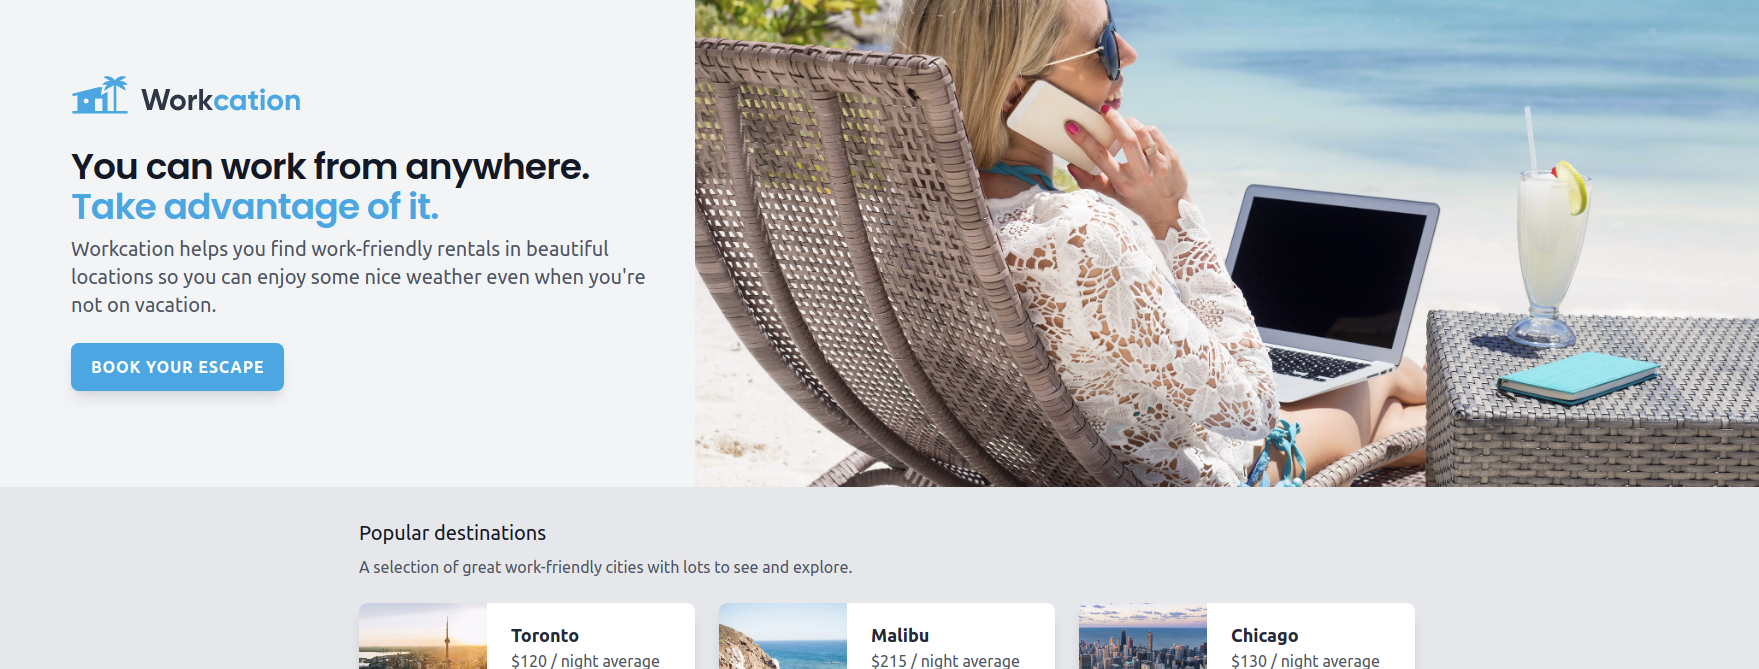 Workcation
You can work from anywhere.
Take advantage of it.
Workcation helps you find work-friendly rentals in beautiful
locations so you can enjoy some nice weather even when you're
not on vacation.
BOOK YOUR ESCAPE
Popular destinations
A selection of great work-friendly cities with lots to see and explore.
Toronto
$120 / night average
Malibu
$215 / night average
Chicago
$130 / night average